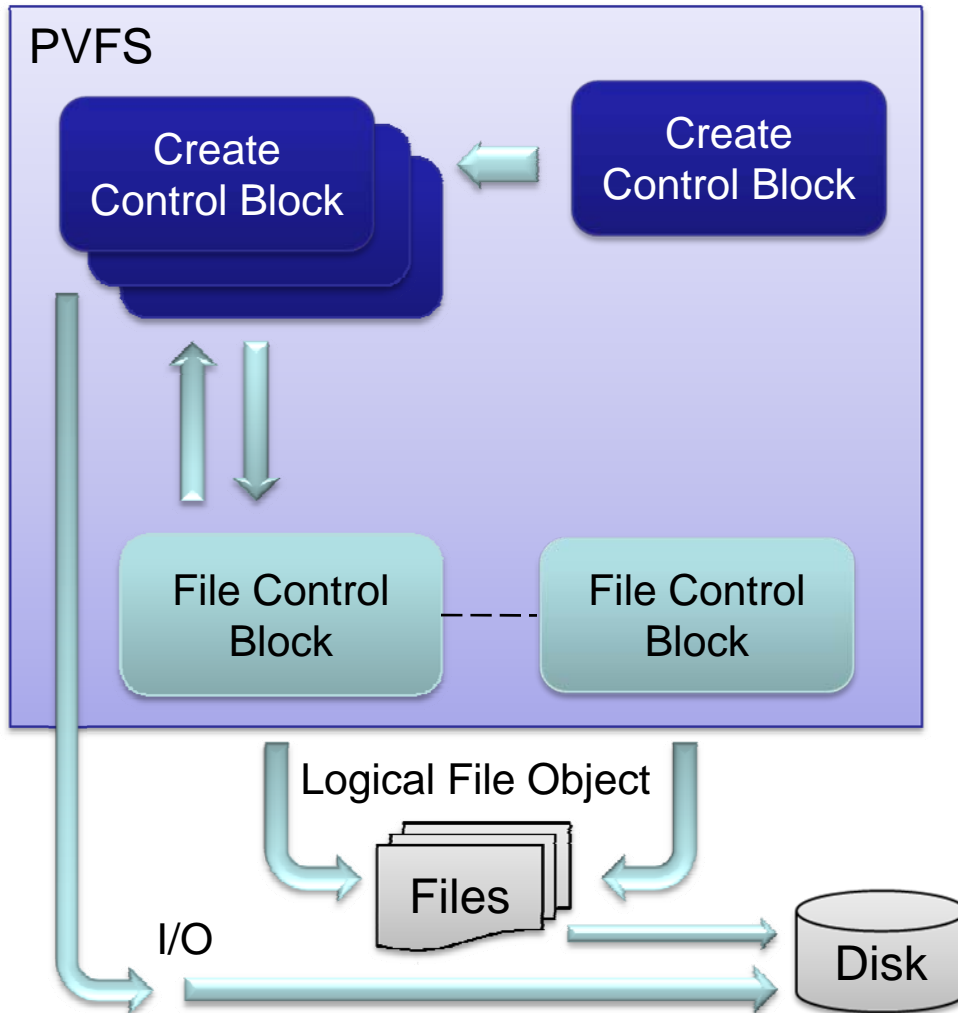 PVFS
Create
Control Block
Create
Control Block
File Control
Block
File Control
Block
Logical File Object
Files
I/O
Disk